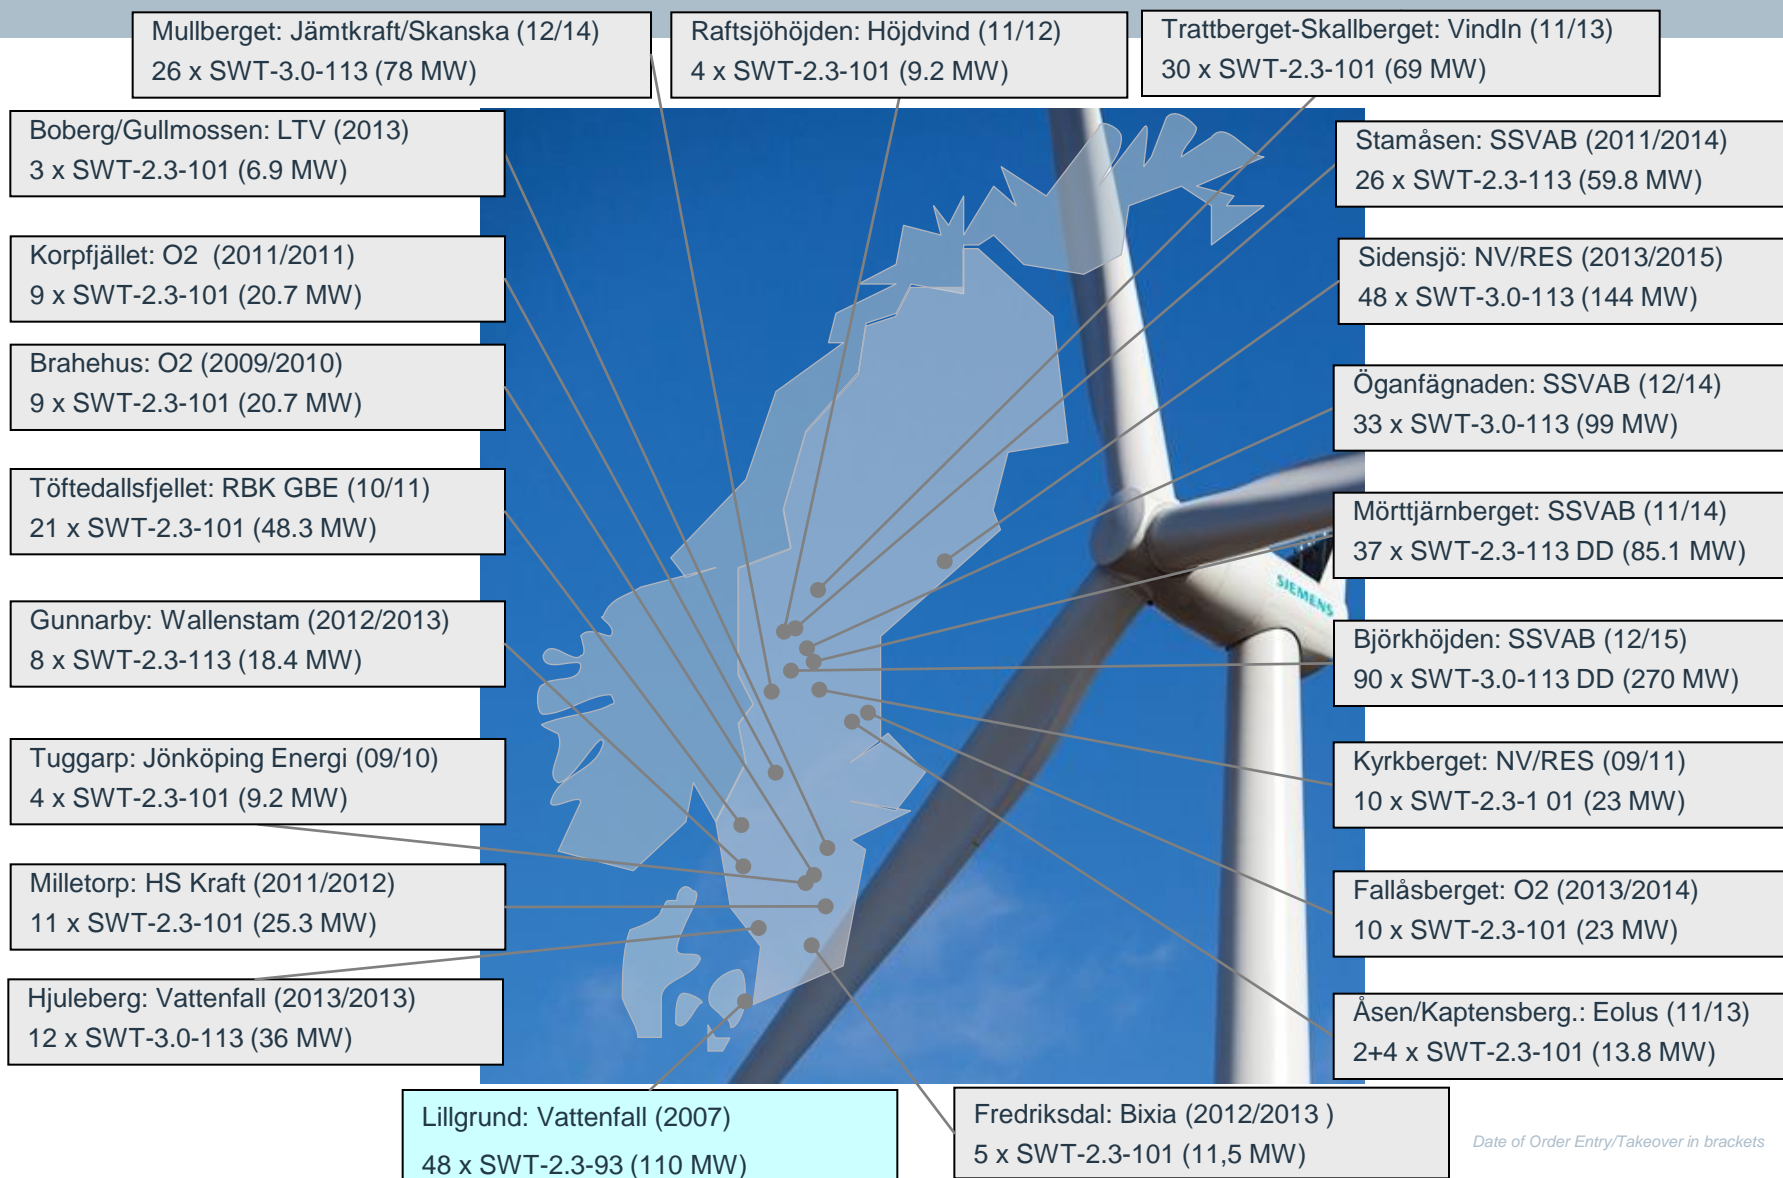 Mullberget: Jämtkraft/Skanska (12/14)
26 x SWT-3.0-113 (78 MW)
Raftsjöhöjden: Höjdvind (11/12)
4 x SWT-2.3-101 (9.2 MW)
Trattberget-Skallberget: VindIn (11/13)
30 x SWT-2.3-101 (69 MW)
Boberg/Gullmossen: LTV (2013)
3 x SWT-2.3-101 (6.9 MW)
Korpfjället: O2 (2011/2011)
9 x SWT-2.3-101 (20.7 MW)
Brahehus: O2 (2009/2010)
9 x SWT-2.3-101 (20.7 MW)
Töftedallsfjellet: RBK GBE (10/11)
21 x SWT-2.3-101 (48.3 MW)
Gunnarby: Wallenstam (2012/2013)
8 x SWT-2.3-113 (18.4 MW)
Tuggarp: Jönköping Energi (09/10)
4 x SWT-2.3-101 (9.2 MW)
Milletorp: HS Kraft (2011/2012)
11 x SWT-2.3-101 (25.3 MW)
Hjuleberg: Vattenfall (2013/2013)
12 x SWT-3.0-113 (36 MW)
Stamåsen: SSVAB (2011/2014)
26 x SWT-2.3-113 (59.8 MW)
Sidensjö: NV/RES (2013/2015)
48 x SWT-3.0-113 (144 MW)
Öganfägnaden: SSVAB (12/14)
33 x SWT-3.0-113 (99 MW)
Mörttjärnberget: SSVAB (11/14)
37 x SWT-2.3-113 DD (85.1 MW)
SIEMENS
Björkhöjden: SSVAB (12/15)
90 x SWT-3.0-113 DD (270 MW)
Kyrkberget: NV/RES (09/11)
10 x SWT-2.3-1 01 (23 MW)
Fallåsberget: O2 (2013/2014)
10 x SWT-2.3-101 (23 MW)
Åsen/Kaptensberg.: Eolus (11/13)
2+4 x SWT-2.3-101 (13.8 MW)
Lillgrund: Vattenfall (2007)
48 x SWT-2.3-93 (110 MW)
Fredriksdal: Bixia (2012/2013 )
5 x SWT-2.3-101 (11,5 MW)
Date of Order Entry/Takeover in brackets